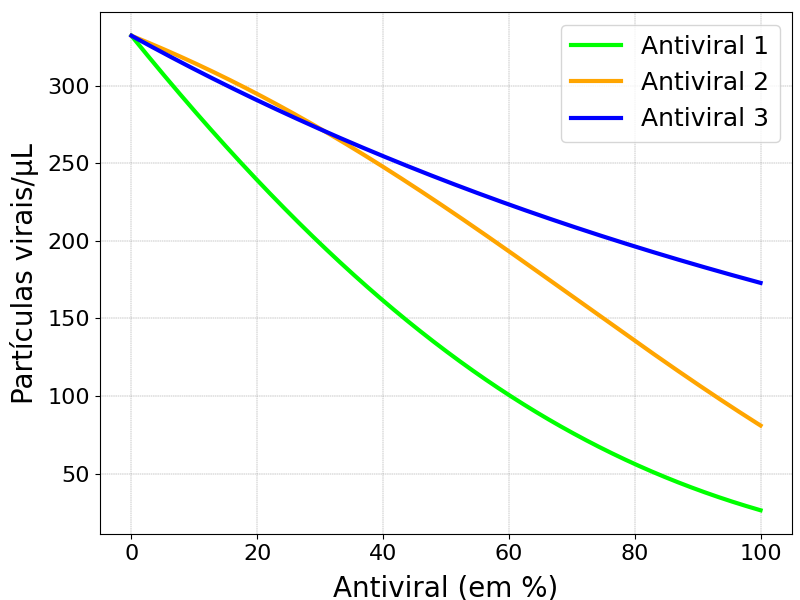 Antiviral 1
Antiviral 2
Antiviral 3
Partículas virais/µL
300
250
200
150
100
50
0 20 40 60 80 100
Antiviral (em %)